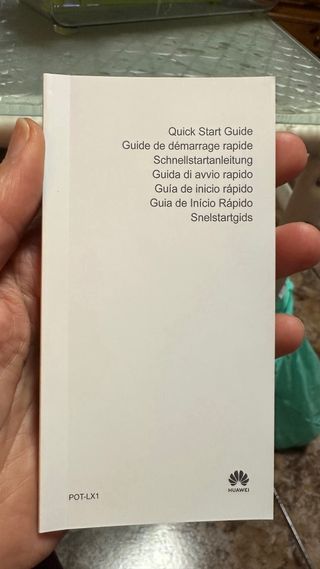 Quick Start Guide
Guide de démarrage rapide
Schnellstartanleitung
Guida di avvio rapido
Guía de inicio rápido
Guia de Início Rápido
Snelstartgids
POT-LX1
HUAWEI